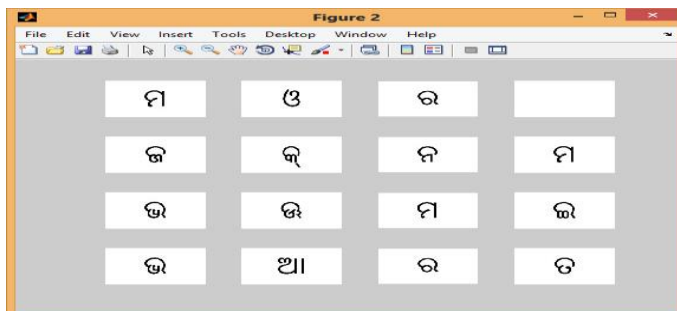 Figure 2
File Edit View Insert Tools Desktop Window Help
ମ ଓ ର
ଜ କ୍ ନ ମ
ଭ ଊ ମ ଇ
ଭ ଆ ର ତ